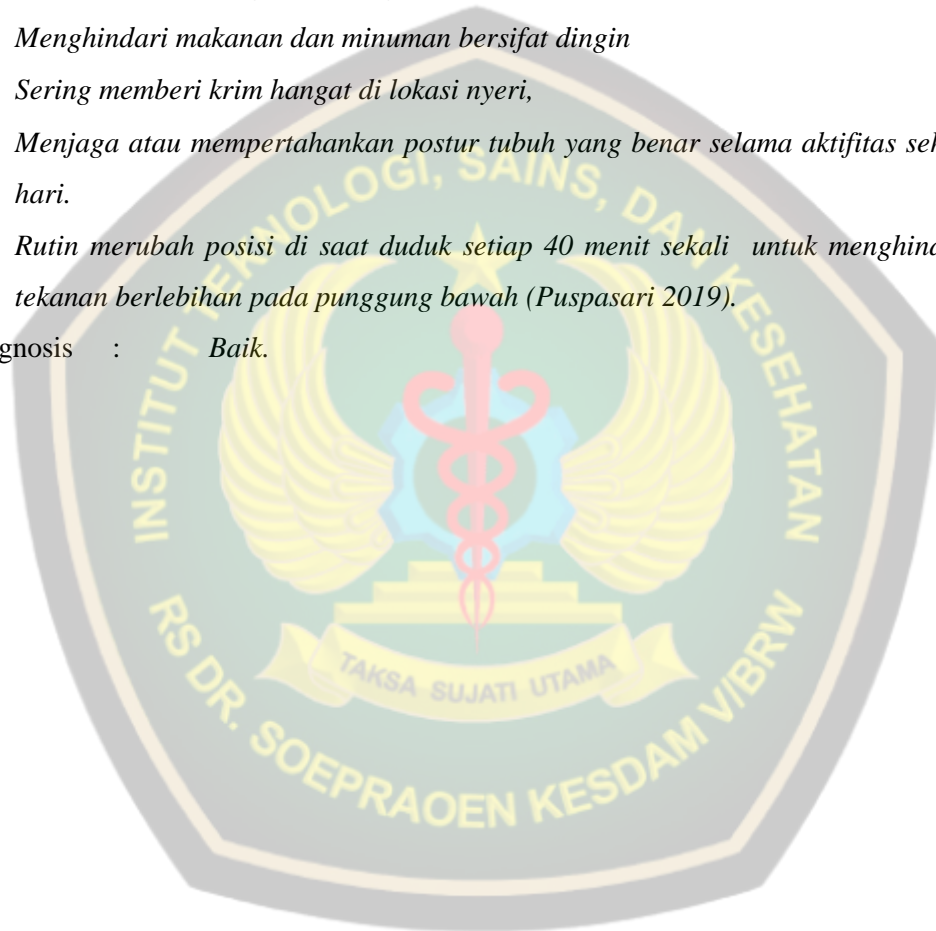 Menghindari makanan dan minuman bersifat dingin
Sering memberi krim hangat di lokasi nyeri,
Menjaga atau mempertahankan postur tubuh yang benar selama aktifitas seh
hari.
Rutin merubah posisi di saat duduk setiap 40 menit sekali untuk menghind
tekanan berlebihan pada punggung bawah (Puspasari 2019).
gnosis : Baik.
INSTITUT TEKNOLOGI, SAINS, DAN KESEHATAN
TAKSA SUJATI UTAMA
RS DR. SOEPRAOEN KESDAM V/BRW